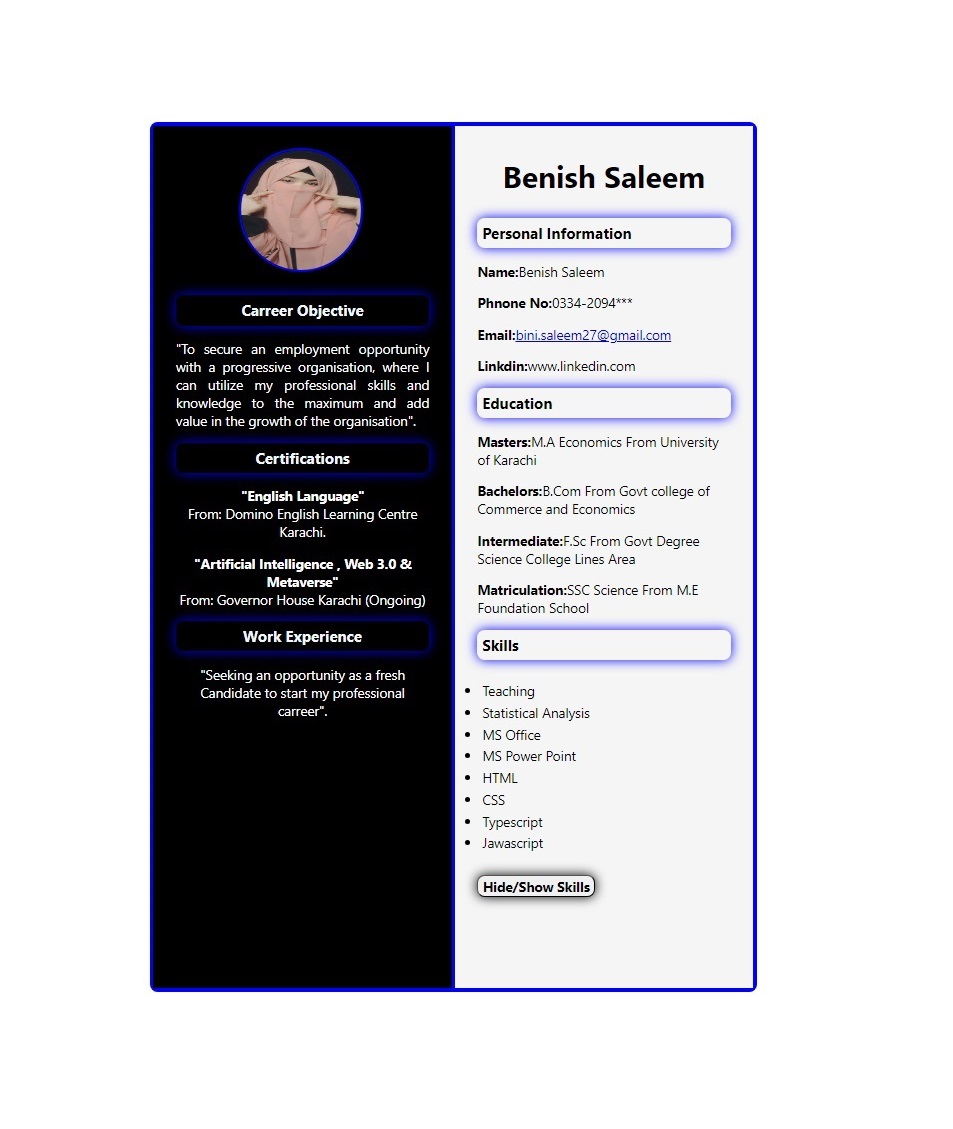 Carreer Objective
"To secure an employment opportunity
with a progressive organisation, where I
can utilize my professional skills and
knowledge to the maximum and add
value in the growth of the organisation".
Certifications
"English Language"
From: Domino English Learning Centre
Karachi.
"Artificial Intelligence , Web 3.0 &
Metaverse"
From: Governor House Karachi (Ongoing)
Work Experience
"Seeking an opportunity as a fresh
Candidate to start my professional
carreer".
Benish Saleem
Personal Information
Name:Benish Saleem
Phnone No:0334-2094***
Email:bini.saleem27@gmail.com
Linkdin:www.linkedin.com
Education
Masters:M.A Economics From University
of Karachi
Bachelors:B.Com From Govt college of
Commerce and Economics
Intermediate:F.Sc From Govt Degree
Science College Lines Area
Matriculation:SSC Science From M.E
Foundation School
Skills
• Teaching
• Statistical Analysis
• MS Office
• MS Power Point
• HTML
• CSS
• Typescript
• Jawascript
Hide/Show Skills